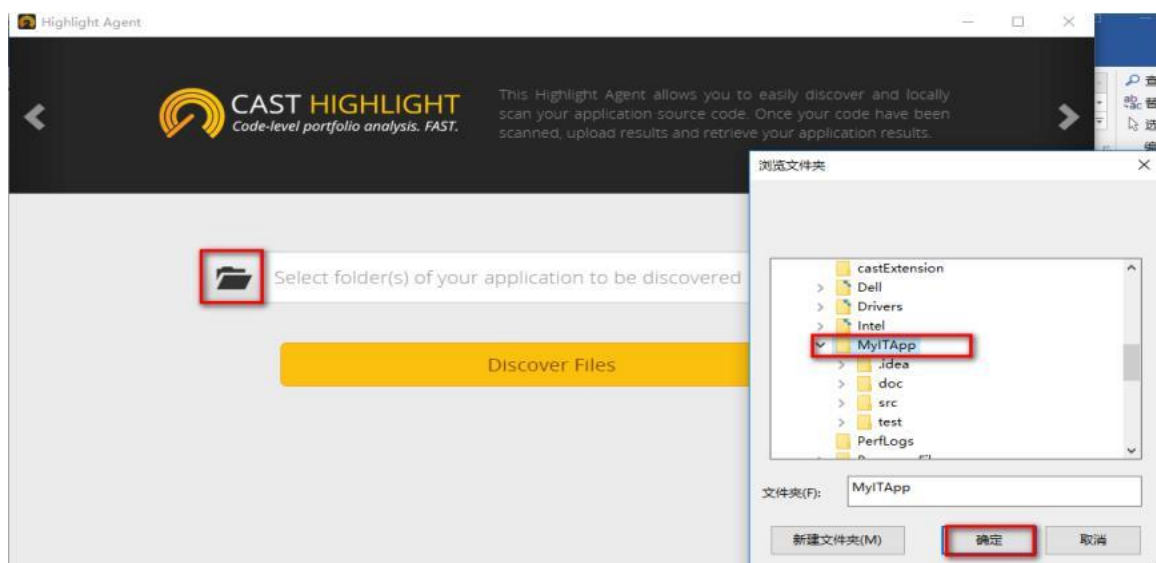 Highlight Agent
CAST HIGHLIGHT
Code-level portfolio analysis. FAST.
This Highlight Agent allows you to easily discover and locally
scan your application source code. Once your code have been
scanned, upload results and retrieve your application results.
Select folder(s) of your application to be discovered
Discover Files
浏览文件夹
castExtension
Dell
Drivers
Intel
MyITApp
.idea
doc
src
test
PerfLogs
文件夹(F):
MyITApp
新建文件夹(M)
确定
取消